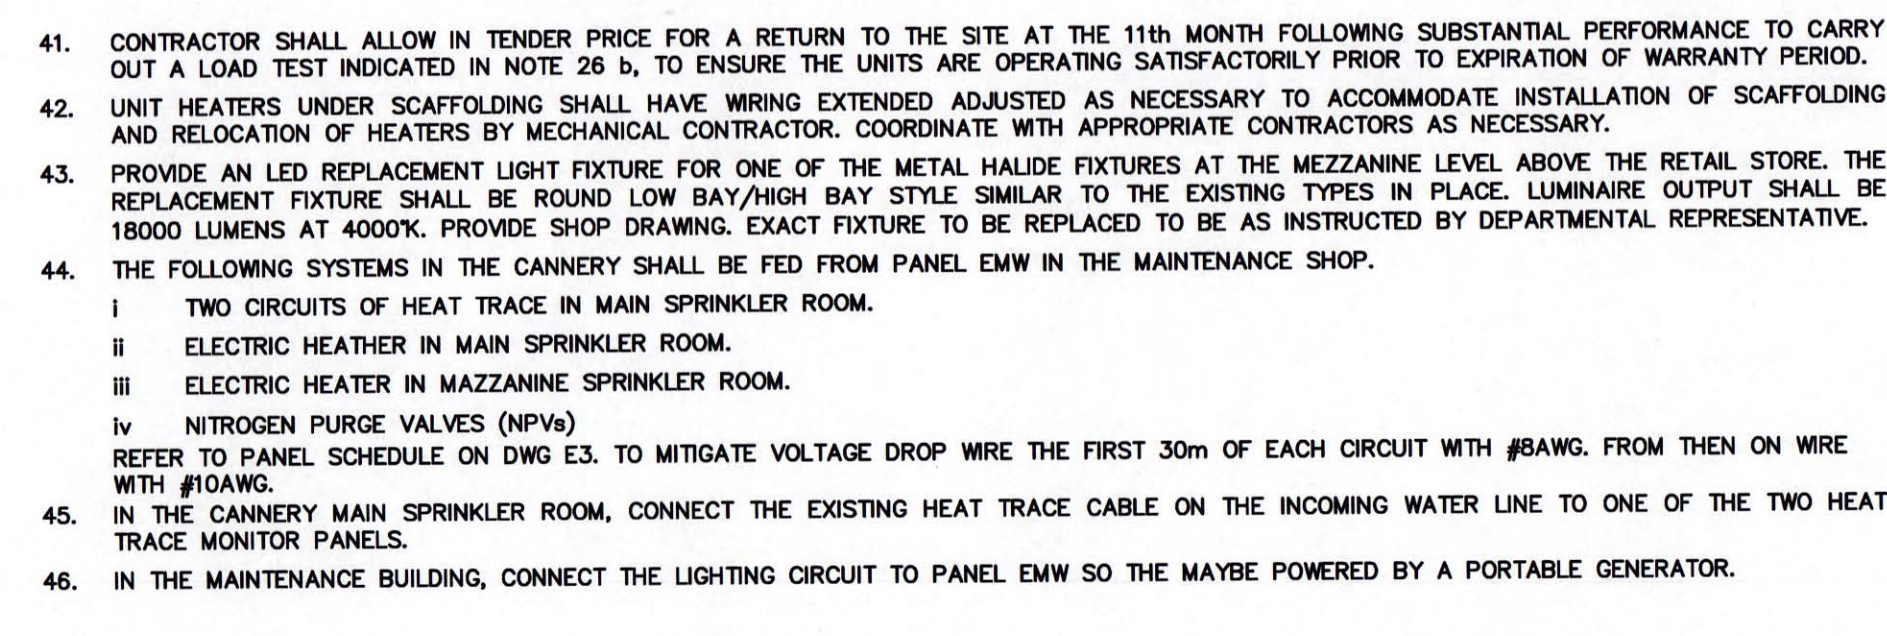 41. CONTRACTOR SHALL ALLOW IN TENDER PRICE FOR A RETURN TO THE SITE AT THE 11th MONTH FOLLOWING SUBSTANTIAL PERFORMANCE TO CARRY
OUT A LOAD TEST INDICATED IN NOTE 26 b, TO ENSURE THE UNITS ARE OPERATING SATISFACTORILY PRIOR TO EXPIRATION OF WARRANTY PERIOD.
42. UNIT HEATERS UNDER SCAFFOLDING SHALL HAVE WIRING EXTENDED ADJUSTED AS NECESSARY TO ACCOMMODATE INSTALLATION OF SCAFFOLDING
AND RELOCATION OF HEATERS BY MECHANICAL CONTRACTOR. COORDINATE WITH APPROPRIATE CONTRACTORS AS NECESSARY.
43. PROVIDE AN LED REPLACEMENT LIGHT FIXTURE FOR ONE OF THE METAL HALIDE FIXTURES AT THE MEZZANINE LEVEL ABOVE THE RETAIL STORE. THE
REPLACEMENT FIXTURE SHALL BE ROUND LOW BAY/HIGH BAY STYLE SIMILAR TO THE EXISTING TYPES IN PLACE. LUMINAIRE OUTPUT SHALL BE
18000 LUMENS AT 4000°K. PROVIDE SHOP DRAWING. EXACT FIXTURE TO BE REPLACED TO BE AS INSTRUCTED BY DEPARTMENTAL REPRESENTATIVE.
44. THE FOLLOWING SYSTEMS IN THE CANNERY SHALL BE FED FROM PANEL EMW IN THE MAINTENANCE SHOP.
i TWO CIRCUITS OF HEAT TRACE IN MAIN SPRINKLER ROOM.
ii ELECTRIC HEATHER IN MAIN SPRINKLER ROOM.
iii ELECTRIC HEATER IN MAZZANINE SPRINKLER ROOM.
iv NITROGEN PURGE VALVES (NPVs)
REFER TO PANEL SCHEDULE ON DWG E3. TO MITIGATE VOLTAGE DROP WIRE THE FIRST 30m OF EACH CIRCUIT WITH #8AWG. FROM THEN ON WIRE
WITH #10AWG.
45. IN THE CANNERY MAIN SPRINKLER ROOM, CONNECT THE EXISTING HEAT TRACE CABLE ON THE INCOMING WATER LINE TO ONE OF THE TWO HEAT
TRACE MONITOR PANELS.
46. IN THE MAINTENANCE BUILDING, CONNECT THE LIGHTING CIRCUIT TO PANEL EMW SO THE MAYBE POWERED BY A PORTABLE GENERATOR.